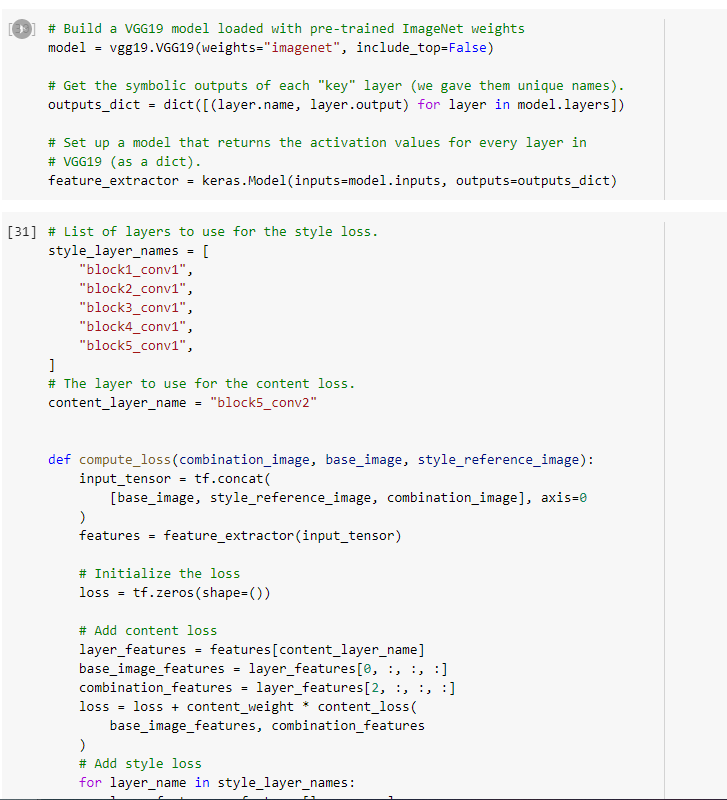 # Build a VGG19 model loaded with pre-trained ImageNet weights
model = vgg19.VGG19(weights="imagenet", include_top=False)

# Get the symbolic outputs of each "key" layer (we gave them unique names).
outputs_dict = dict([(layer.name, layer.output) for layer in model.layers])

# Set up a model that returns the activation values for every layer in
# VGG19 (as a dict).
feature_extractor = keras.Model(inputs=model.inputs, outputs=outputs_dict)

[31] # List of layers to use for the style loss.
style_layer_names = [
    "block1_conv1",
    "block2_conv1",
    "block3_conv1",
    "block4_conv1",
    "block5_conv1",
]
# The layer to use for the content loss.
content_layer_name = "block5_conv2"


def compute_loss(combination_image, base_image, style_reference_image):
    input_tensor = tf.concat(
        [base_image, style_reference_image, combination_image], axis=0
    )
    features = feature_extractor(input_tensor)

    # Initialize the loss
    loss = tf.zeros(shape=())

    # Add content loss
    layer_features = features[content_layer_name]
    base_image_features = layer_features[0, :, :, :]
    combination_features = layer_features[2, :, :, :]
    loss = loss + content_weight * content_loss(
        base_image_features, combination_features
    )
    # Add style loss
    for layer_name in style_layer_names: